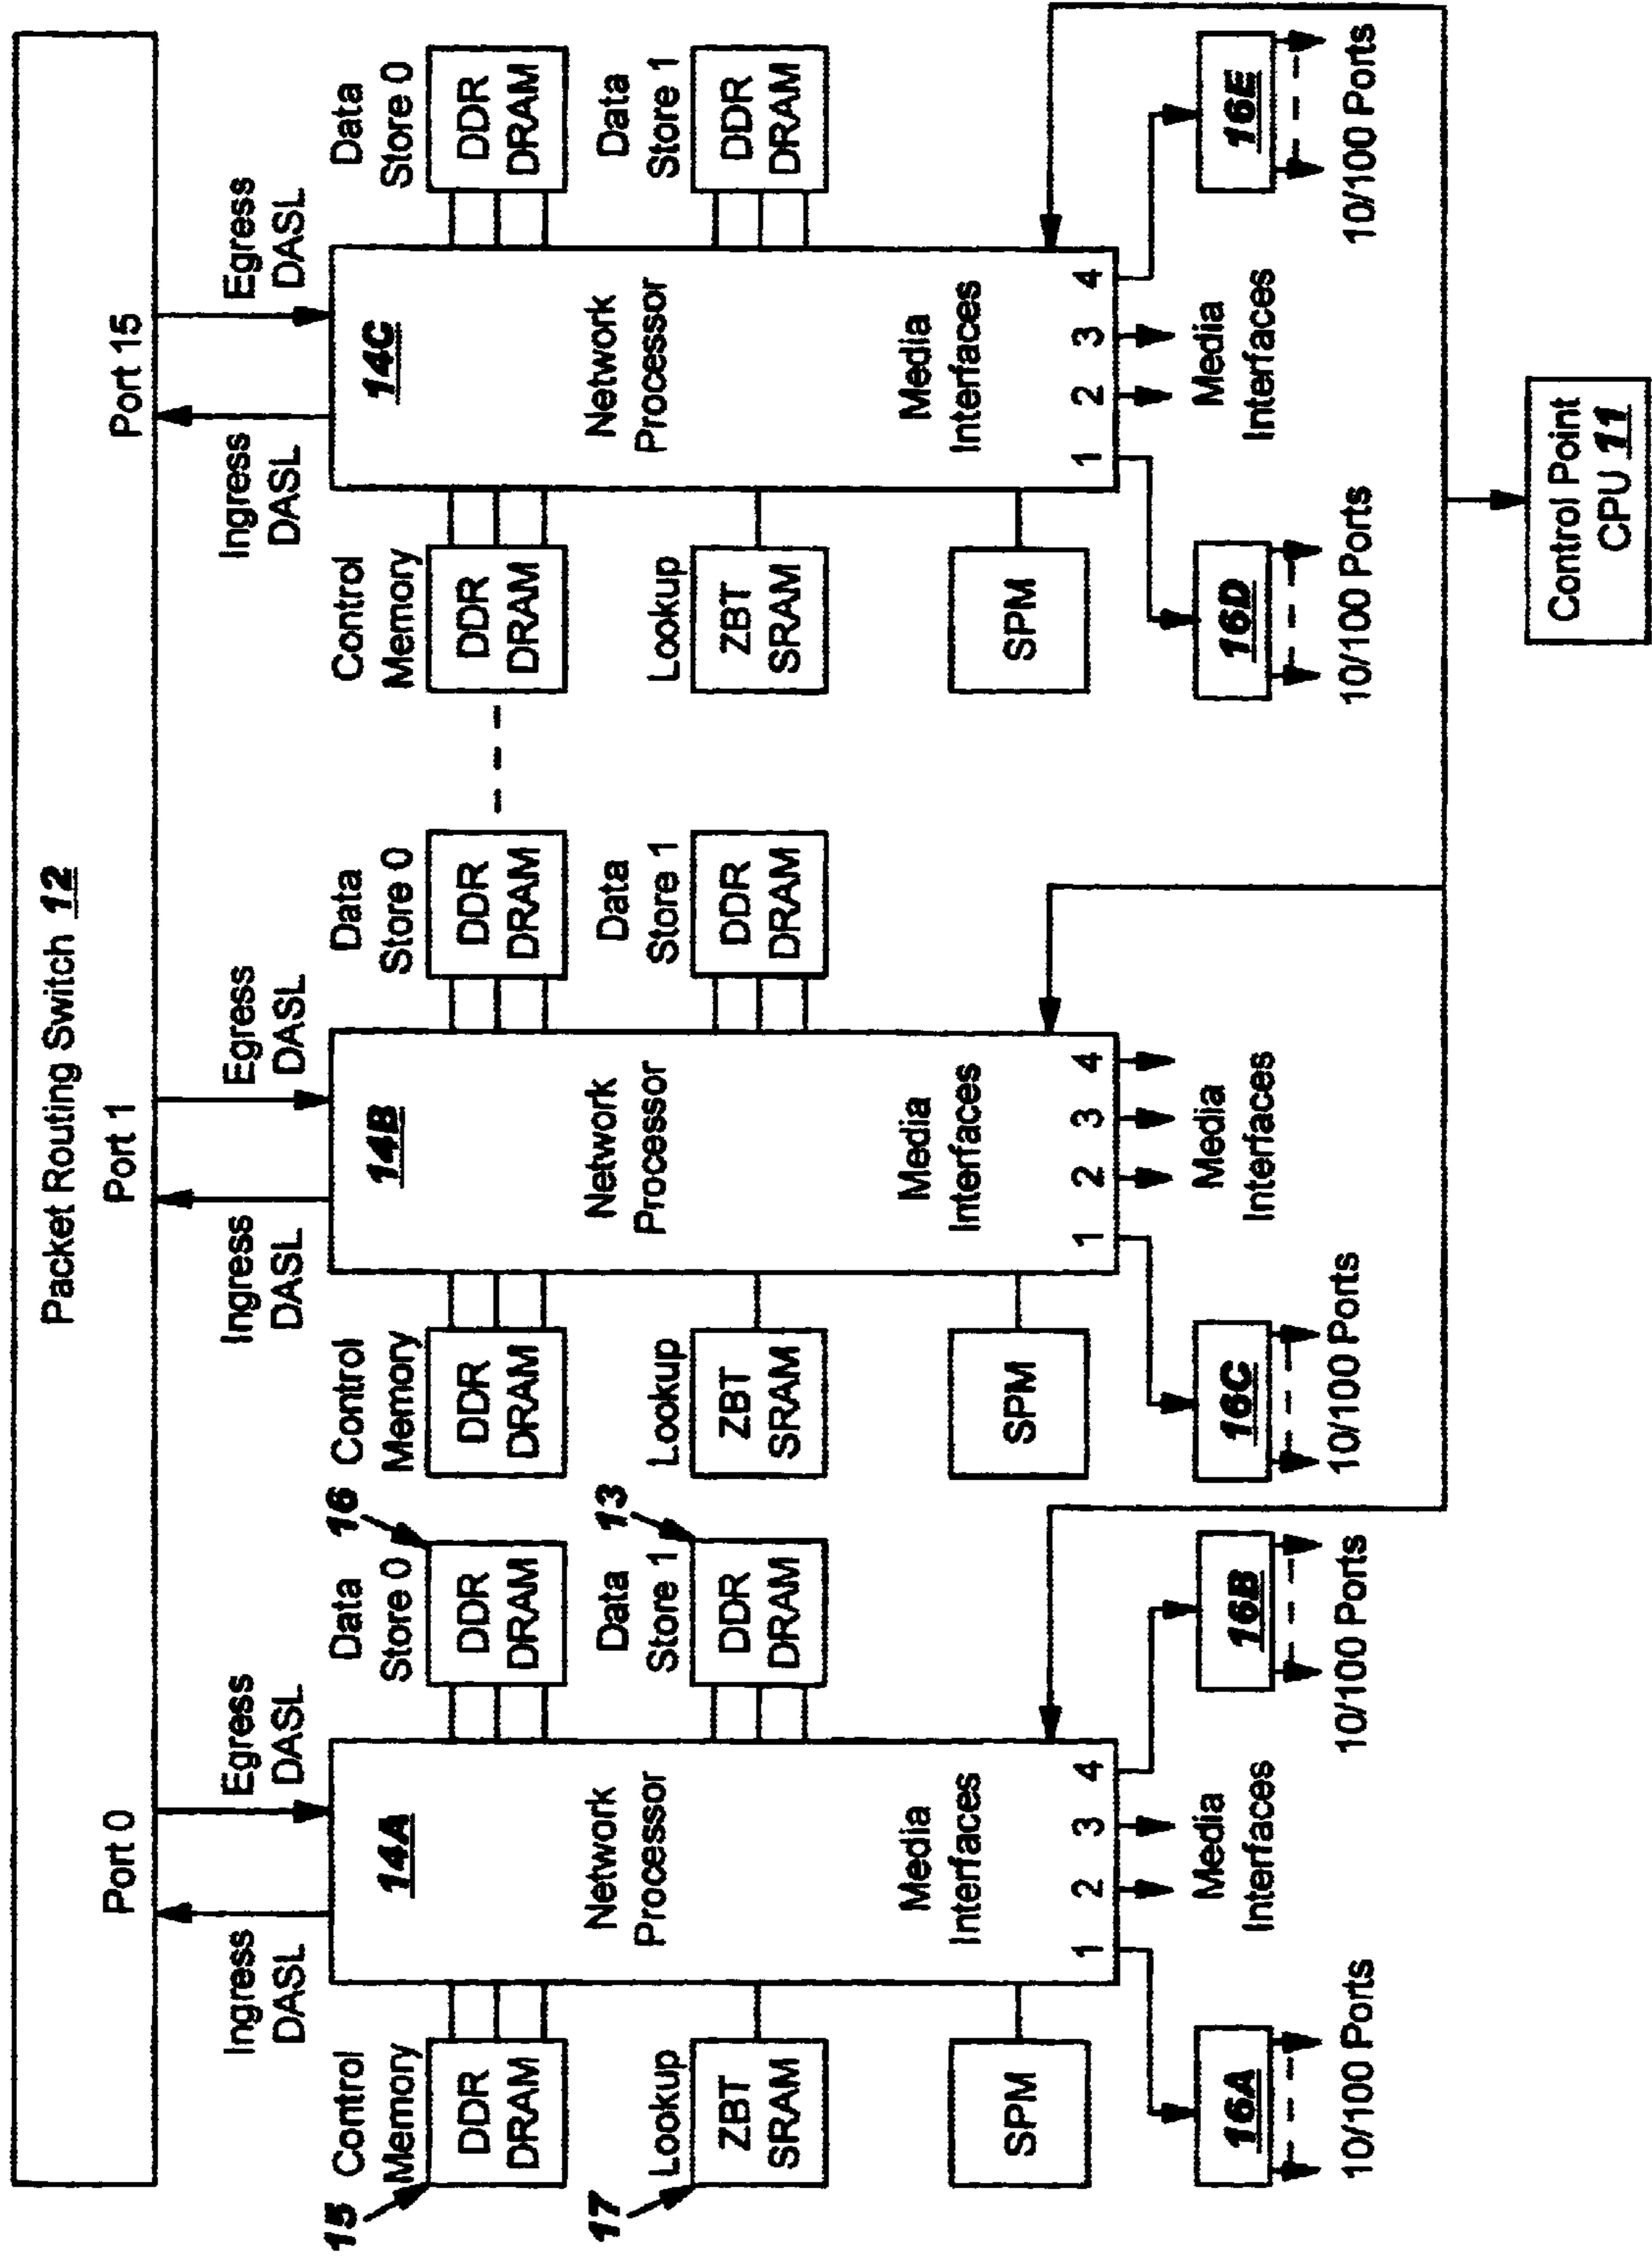 Packet Routing Switch 12
Port 0
Port 1
Port 15
Ingress
DASL
Egress
DASL
Ingress
DASL
Egress
DASL
Ingress
DASL
Egress
DASL
15
Control
Memory
DDR
DRAM
14A
Data
Store 0
16
DDR
DRAM
Control
Memory
DDR
DRAM
14B
Data
Store 0
DDR
DRAM
Control
Memory
DDR
DRAM
14C
Data
Store 0
DDR
DRAM
17
Lookup
ZBT
SRAM
Network
Processor
Data
Store 1
13
DDR
DRAM
Lookup
ZBT
SRAM
Network
Processor
Data
Store 1
DDR
DRAM
Lookup
ZBT
SRAM
Network
Processor
Data
Store 1
DDR
DRAM
SPM
Media
Interfaces
1 2 3 4
SPM
Media
Interfaces
1 2 3 4
SPM
Media
Interfaces
1 2 3 4
16A
10/100 Ports
Media
Interfaces
16B
10/100 Ports
16C
10/100 Ports
Media
Interfaces
16D
10/100 Ports
Media
Interfaces
16E
10/100 Ports
Control Point
CPU 11